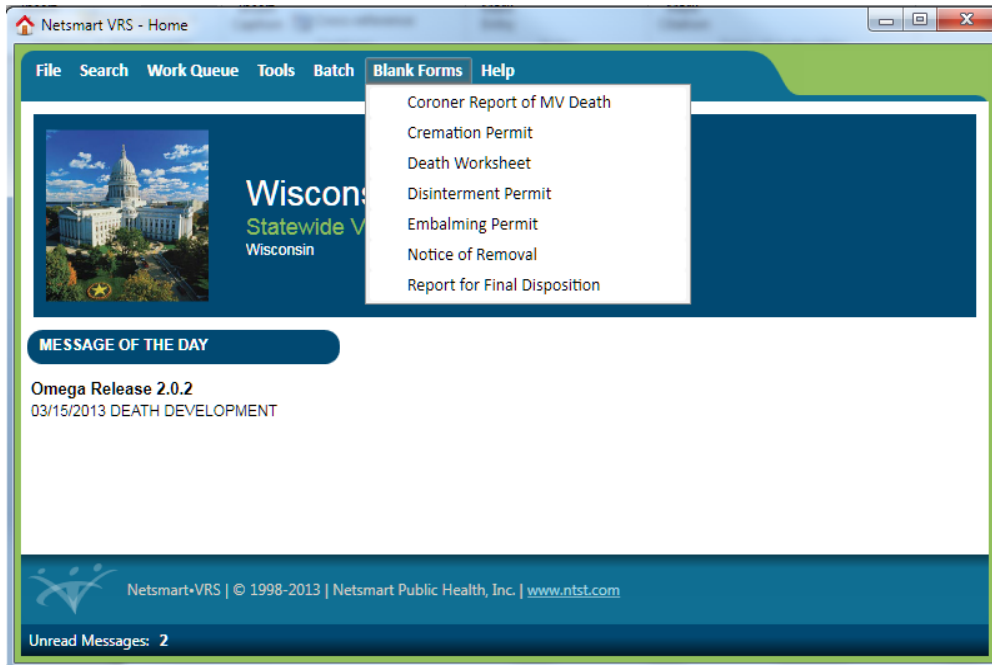 Netsmart VRS - Home
File Search Work Queue Tools Batch Blank Forms Help
Coroner Report of MV Death
Cremation Permit
Death Worksheet
Disinterment Permit
Embalming Permit
Notice of Removal
Report for Final Disposition
Wiscons
Statewide V
Wisconsin
MESSAGE OF THE DAY
Omega Release 2.0.2
03/15/2013 DEATH DEVELOPMENT
Netsmart•VRS | © 1998-2013 | Netsmart Public Health, Inc. | www.ntst.com
Unread Messages: 2